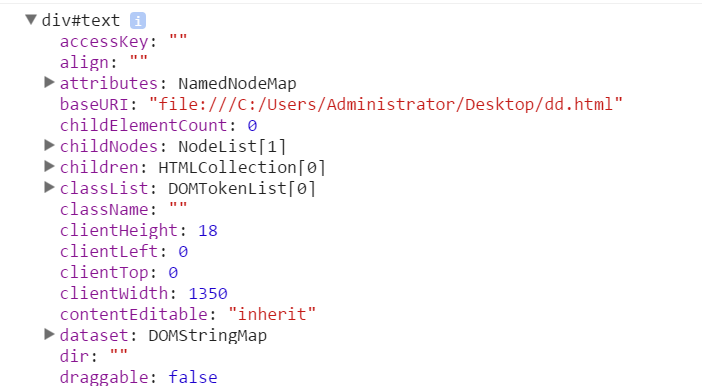 ▼ div#text i
accessKey: ""
align: ""
▶ attributes: NamedNodeMap
baseURI: "file:///C:/Users/Administrator/Desktop/dd.html"
childElementCount: 0
▶ childNodes: NodeList[1]
▶ children: HTMLCollection[0]
▶ classList: DOMTokenList[0]
className: ""
clientHeight: 18
clientLeft: 0
clientTop: 0
clientWidth: 1350
contentEditable: "inherit"
▶ dataset: DOMStringMap
dir: ""
draggable: false